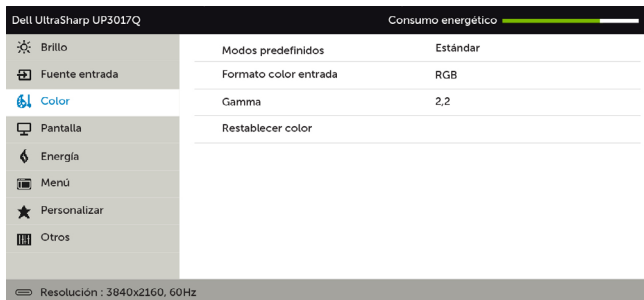 Dell UltraSharp UP3017Q Consumo energético
Brillo
Fuente entrada
Color
Pantalla
Energía
Menú
Personalizar
Otros
Modos predefinidos Estándar
Formato color entrada RGB
Gamma 2,2
Restablecer color
Resolución : 3840x2160, 60Hz